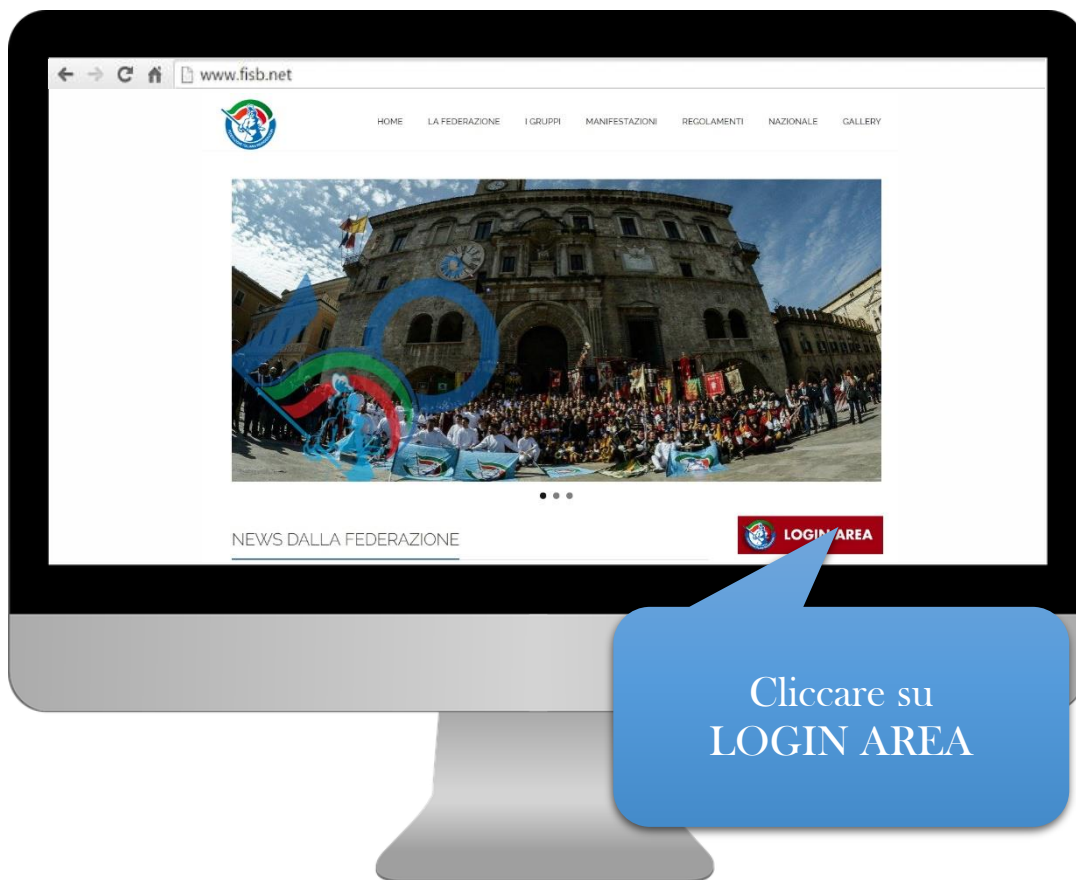 www.fisb.net
HOME LA FEDERAZIONE I GRUPPI MANIFESTAZIONI REGOLAMENTI NAZIONALE GALLERY
NEWS DALLA FEDERAZIONE
LOGIN AREA
Cliccare su
LOGIN AREA